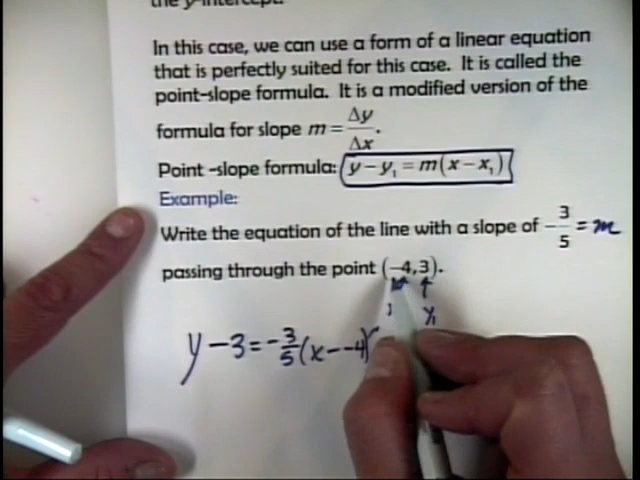 the y-intercept.
In this case, we can use a form of a linear equation
that is perfectly suited for this case. It is called the
point-slope formula. It is a modified version of the
formula for slope m = Δy/Δx.
Point -slope formula: y − y₁ = m(x − x₁)
Example:
Write the equation of the line with a slope of −3/5 = m
passing through the point (−4,3).
y₁
y − 3 = −3/5(x − −4)